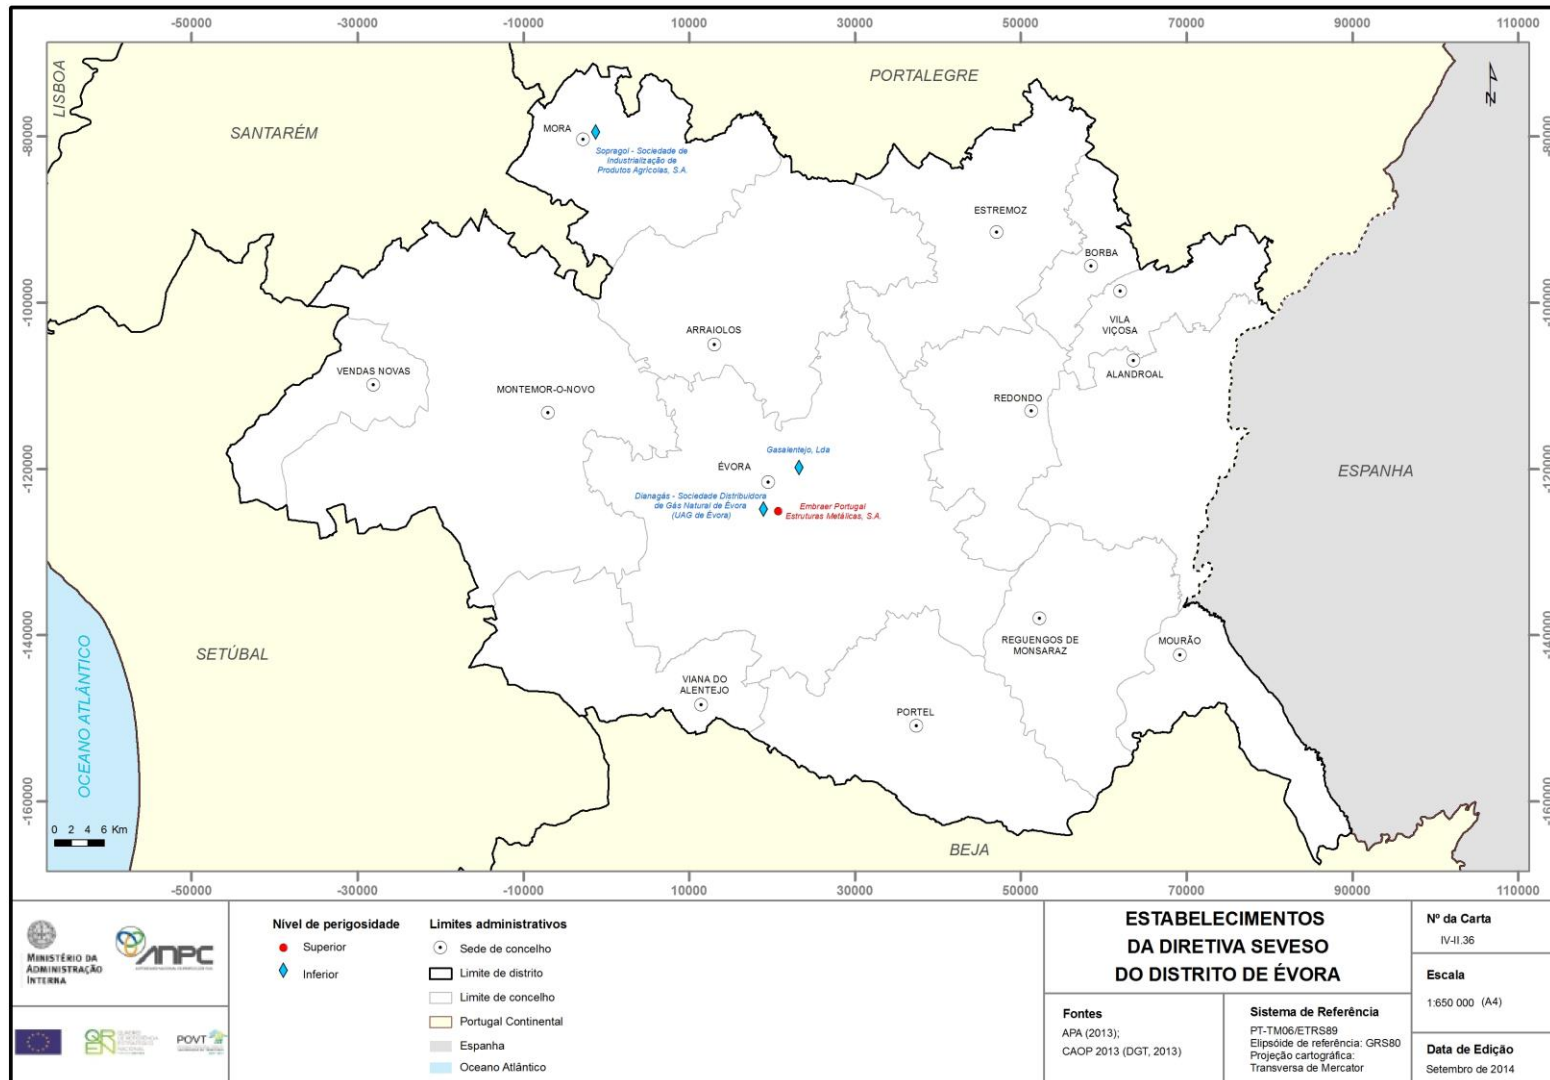 -50000 -30000 -10000 10000 30000 50000 70000 90000 110000
LISBOA
SANTARÉM
PORTALEGRE
N
-80000 -80000
MORA
Sopragol - Sociedade de
Industrialização de
Produtos Agrícolas, S.A.
ESTREMOZ
BORBA
-100000 -100000
VILA
VIÇOSA
ARRAIOLOS
VENDAS NOVAS
ALANDROAL
MONTEMOR-O-NOVO
REDONDO
Gasalentejo, Lda
-120000 -120000
ÉVORA
ESPANHA
Dianagás - Sociedade Distribuidora
de Gás Natural de Évora
(UAG de Évora)
Embraer Portugal
Estruturas Metálicas, S.A.
-140000 -140000
SETÚBAL
REGUENGOS DE
MONSARAZ
MOURÃO
OCEANO ATLÂNTICO
VIANA DO
ALENTEJO
PORTEL
-160000 -160000
0 2 4 6 Km
BEJA
-50000 -30000 -10000 10000 30000 50000 70000 90000 110000
MINISTÉRIO DA
ADMINISTRAÇÃO
INTERNA
ANPC
QREN
POVT
Nível de perigosidade
Superior
Inferior
Limites administrativos
Sede de concelho
Limite de distrito
Limite de concelho
Portugal Continental
Espanha
Oceano Atlântico
ESTABELECIMENTOS
DA DIRETIVA SEVESO
DO DISTRITO DE ÉVORA
Fontes
APA (2013);
CAOP 2013 (DGT, 2013)
Sistema de Referência
PT-TM06/ETRS89
Elipsóide de referência: GRS80
Projeção cartográfica:
Transversa de Mercator
Nº da Carta
IV-II.36
Escala
1:650 000 (A4)
Data de Edição
Setembro de 2014